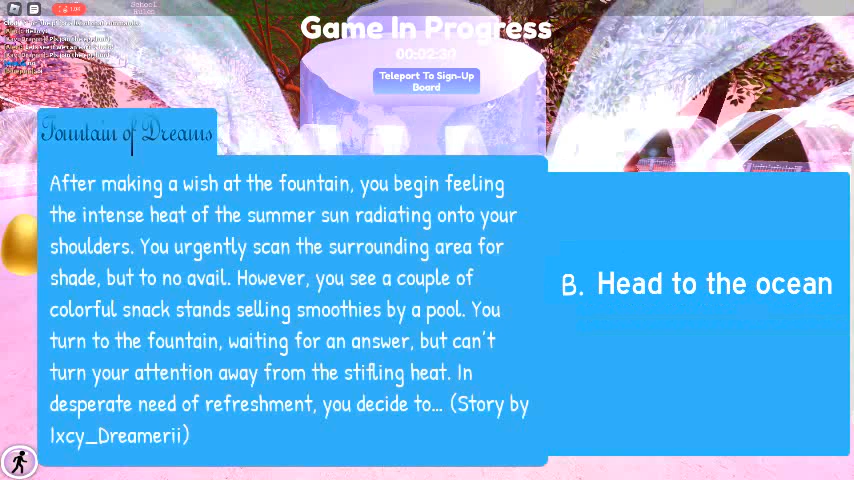 School
Game In Progress
Teleport To Sign-Up
Board
Fountain of Dreams
After making a wish at the fountain, you begin feeling
the intense heat of the summer sun radiating onto your
shoulders. You urgently scan the surrounding area for
shade, but to no avail. However, you see a couple of
colorful snack stands selling smoothies by a pool. You
turn to the fountain, waiting for an answer, but can't
turn your attention away from the stifling heat. In
desperate need of refreshment, you decide to... (Story by
Ixcy_Dreamerii)
B. Head to the ocean